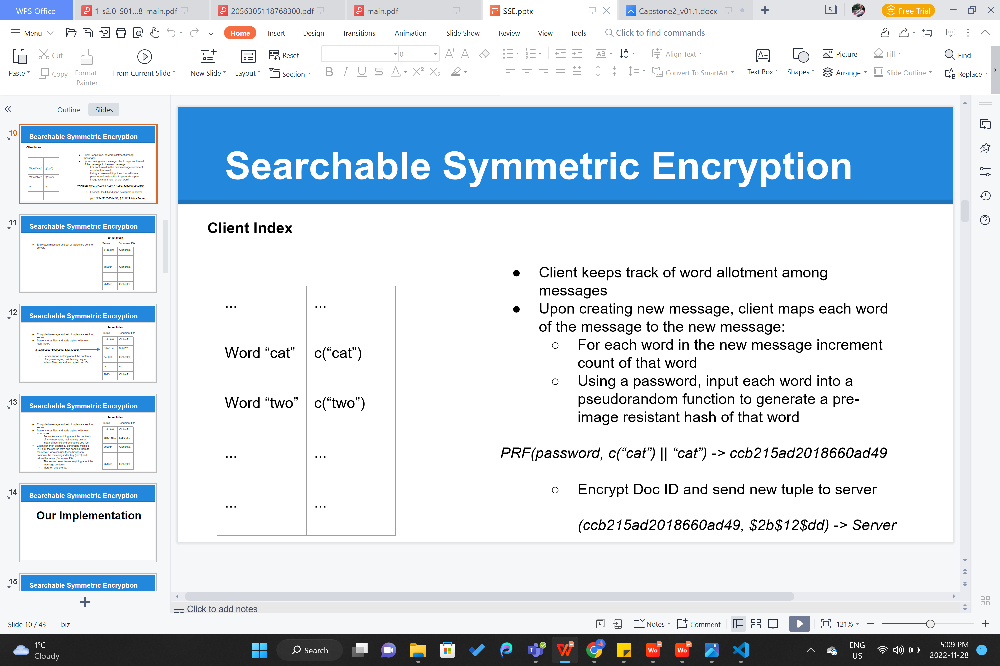 WPS Office
1-s2.0-S01...8-main.pdf
2056305118768300.pdf
main.pdf
SSE.pptx
Capstone2_v01.1.docx
5
Free Trial
Menu
Home
Insert
Design
Transitions
Animation
Slide Show
Review
View
Tools
Click to find commands
Paste
Cut
Copy
Format
Painter
From Current Slide
New Slide
Layout
Reset
Section
0
Align Text
Convert To SmartArt
Text Box
Shapes
Picture
Arrange
Fill
Slide Outline
Find
Replace
Outline
Slides
10
Searchable Symmetric Encryption
Client Index
... ...
Word "cat" c("cat")
Word "two" c("two")
... ...
... ...
Client keeps track of word allotment among
messages
Upon creating new message, client maps each word
of the message to the new message:
For each word in the new message increment
count of that word
Using a password, input each word into a
pseudorandom function to generate a pre-
image resistant hash of that word
PRF(password, c("cat") || "cat") -> ccb215ad2018660ad49
Encrypt Doc ID and send new tuple to server
(ccb215ad2018660ad49, $2b$12$dd) -> Server
11
Searchable Symmetric Encryption
Server Index
Terms Document IDs
Encrypted message and set of tuples are sent to
server.
c18d3a0 CipherTxt
... ...
ee2064 CipherTxt
... ...
7b13cb CipherTxt
12
Searchable Symmetric Encryption
Server Index
Terms Document IDs
Encrypted message and set of tuples are sent to
server.
Server stores files and adds tuples to it's own
local index.
(ccb215ad2018660ad49, $2b$12$dd)
Server knows nothing about the contents
of any messages, maintaining only an
index of hashes and encrypted doc IDs.
c18d3a0 CipherTxt
ccb215a... $2b$12...
ee2064 CipherTxt
... ...
7b13cb CipherTxt
13
Searchable Symmetric Encryption
Server Index
Terms Document IDs
Encrypted message and set of tuples are sent to
server.
Server stores files and adds tuples to it's own
local index.
Server knows nothing about the contents
of any messages, maintaining only an
index of hashes and encrypted doc IDs.
Client can then search by generating multiple
PRFs of the search term and sending them to
the server, who can use these hashes to
compute the matching index key (term) and
return the value (Document ID).
The server never learns anything about the
message contents.
More on this shortly.
c18d3a0 CipherTxt
ccb215a... $2b$12...
ee2064 CipherTxt
... ...
7b13cb CipherTxt
14
Searchable Symmetric Encryption
Our Implementation
15
Searchable Symmetric Encryption
Searchable Symmetric Encryption
Client Index
... ...
Word “cat” c(“cat”)
Word “two” c(“two”)
... ...
... ...
● Client keeps track of word allotment among
messages
● Upon creating new message, client maps each word
of the message to the new message:
○ For each word in the new message increment
count of that word
○ Using a password, input each word into a
pseudorandom function to generate a pre-
image resistant hash of that word
PRF(password, c(“cat”) || “cat”) -> ccb215ad2018660ad49
○ Encrypt Doc ID and send new tuple to server
(ccb215ad2018660ad49, $2b$12$dd) -> Server
Click to add notes
Slide 10 / 43
biz
Notes
Comment
121%
1°C
Cloudy
Search
ENG
US
5:09 PM
2022-11-28
1